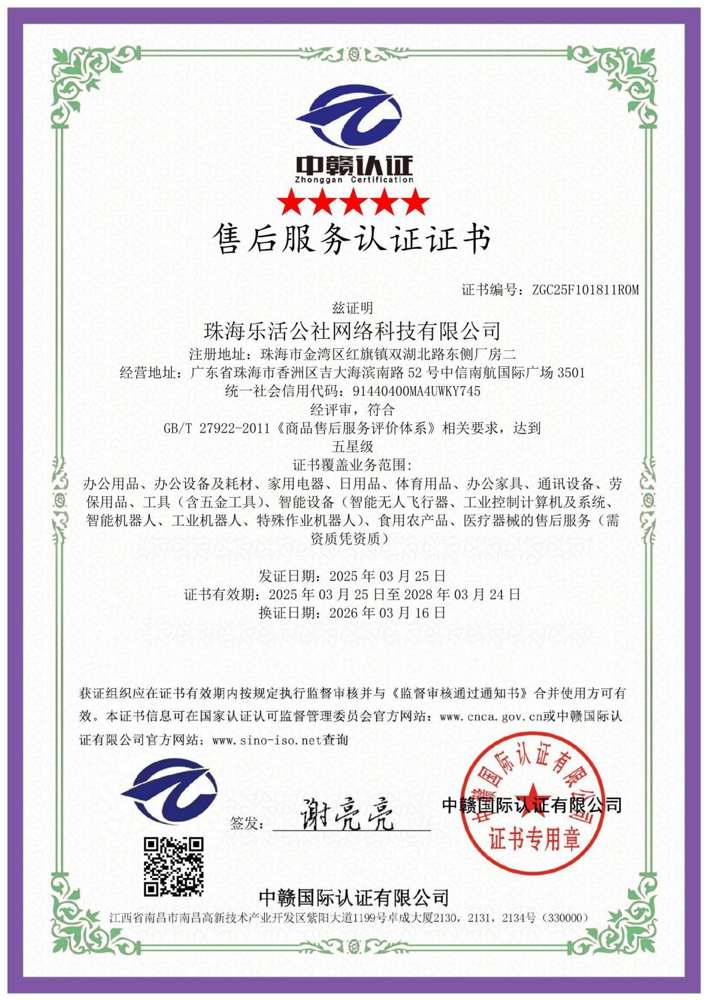 中赣认证
Zhonggan Certification
售后服务认证证书
证书编号：ZGC25F101811R0M
兹证明
珠海乐活公社网络科技有限公司
注册地址：珠海市金湾区红旗镇双湖北路东侧厂房二
经营地址：广东省珠海市香洲区吉大海滨南路 52 号中信南航国际广场 3501
统一社会信用代码：91440400MA4UWKY745
经评审，符合
GB/T 27922-2011《商品售后服务评价体系》相关要求，达到
五星级
证书覆盖业务范围:
办公用品、办公设备及耗材、家用电器、日用品、体育用品、办公家具、通讯设备、劳
保用品、工具（含五金工具）、智能设备（智能无人飞行器、工业控制计算机及系统、
智能机器人、工业机器人、特殊作业机器人）、食用农产品、医疗器械的售后服务（需
资质凭资质）
发证日期：2025 年 03 月 25 日
证书有效期：2025 年 03 月 25 日至 2028 年 03 月 24 日
换证日期：2026 年 03 月 16 日
获证组织应在证书有效期内按规定执行监督审核并与《监督审核通过通知书》合并使用方可有
效。本证书信息可在国家认证认可监督管理委员会官方网站：www.cnca.gov.cn或中赣国际认
证有限公司官方网站：www.sino-iso.net查询
签发：谢亮亮
中赣国际认证有限公司
中赣国际认证有限公司
证书专用章
中赣国际认证有限公司
江西省南昌市南昌高新技术产业开发区紫阳大道1199号卓成大厦2130，2131，2134号（330000）